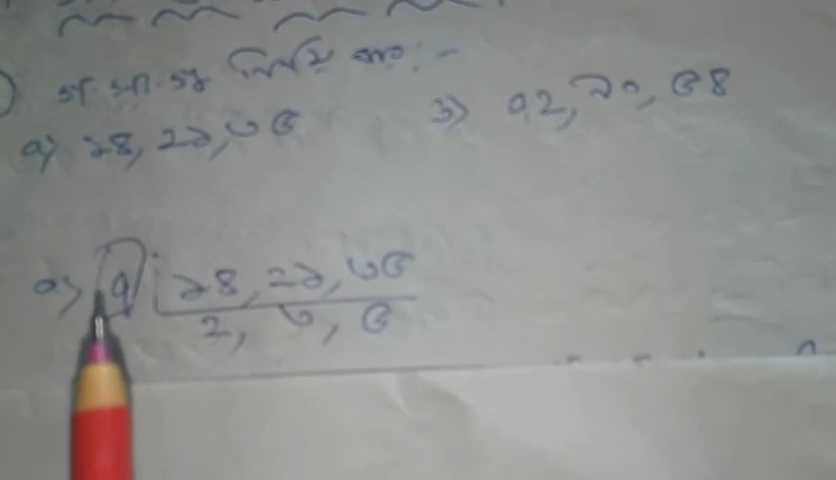 গ.সা.গু নির্ণয় কর:-
ক) ১৪, ২১, ৩৫ খ) ৭২, ৯০, ৫৪
ক) ৭ ১৪, ২১, ৩৫
২, ৩, ৫